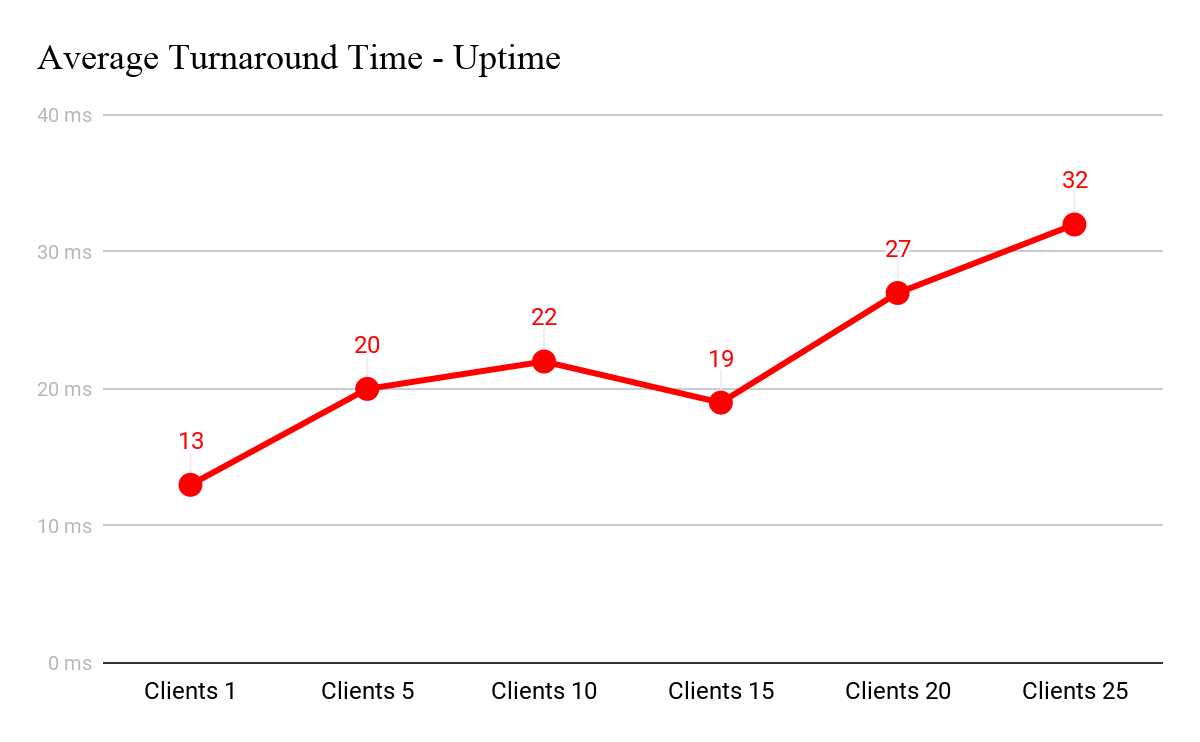 Average Turnaround Time - Uptime
40 ms
30 ms
20 ms
10 ms
0 ms
13
20
22
19
27
32
Clients 1
Clients 5
Clients 10
Clients 15
Clients 20
Clients 25